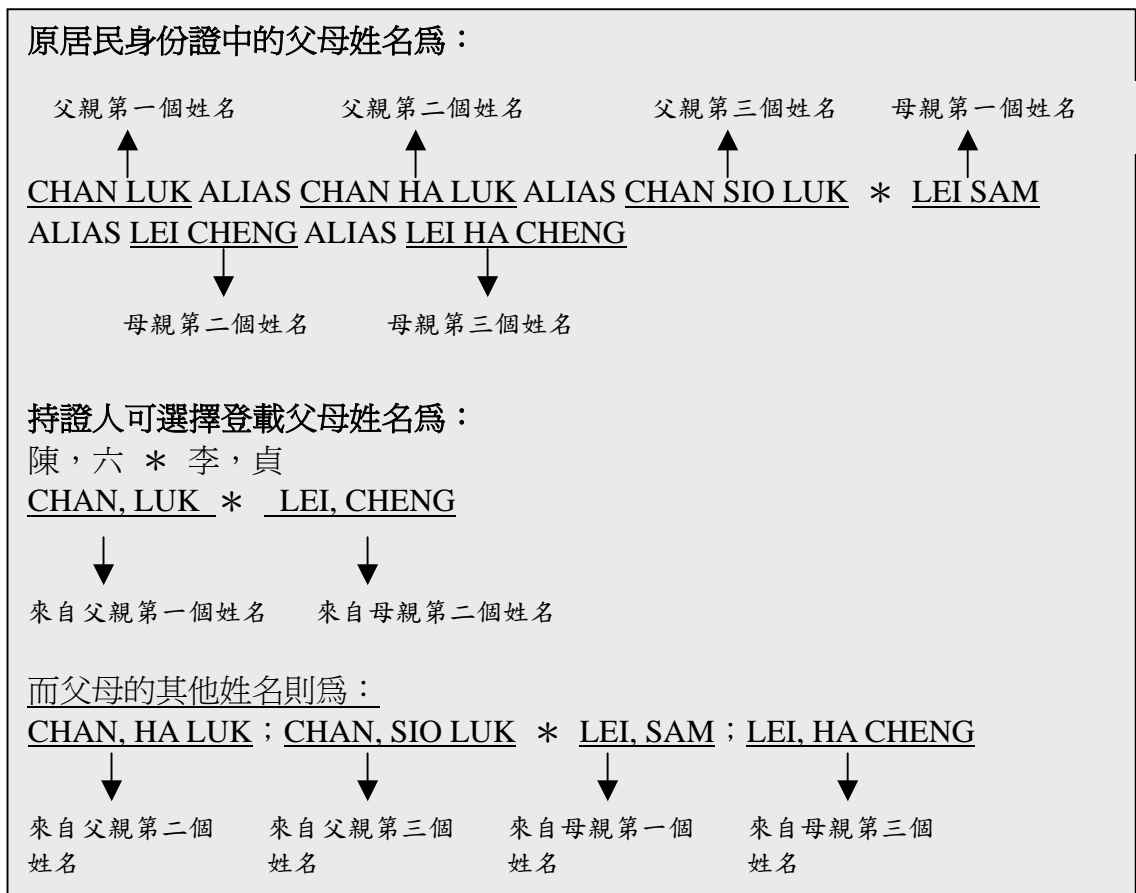 原居民身份證中的父母姓名爲：
父親第一個姓名 父親第二個姓名 父親第三個姓名 母親第一個姓名
CHAN LUK ALIAS CHAN HA LUK ALIAS CHAN SIO LUK ＊ LEI SAM
ALIAS LEI CHENG ALIAS LEI HA CHENG
母親第二個姓名 母親第三個姓名
持證人可選擇登載父母姓名爲：
陳，六 ＊ 李，貞
CHAN, LUK ＊ LEI, CHENG
來自父親第一個姓名 來自母親第二個姓名
而父母的其他姓名則爲：
CHAN, HA LUK；CHAN, SIO LUK ＊ LEI, SAM；LEI, HA CHENG
來自父親第二個 來自父親第三個 來自母親第一個 來自母親第三個
姓名 姓名 姓名 姓名